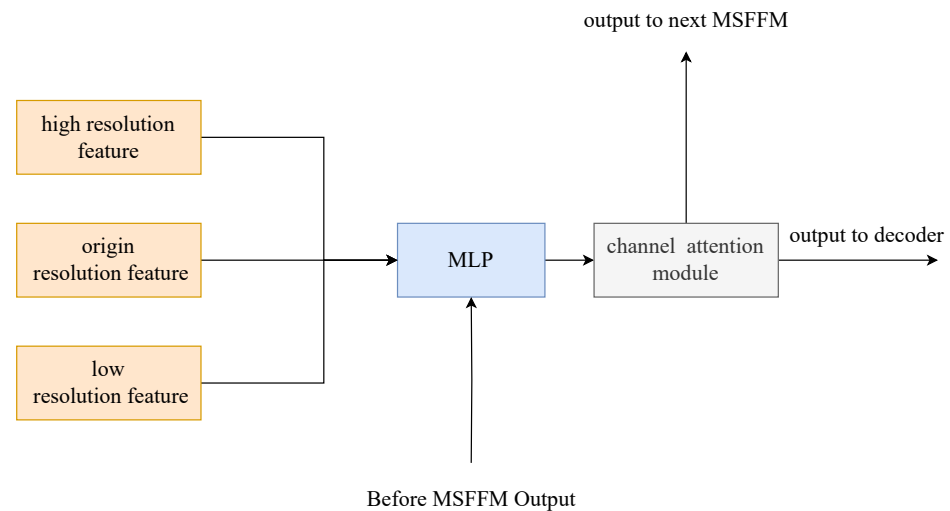 output to next MSFFM
high resolution
feature
origin
resolution feature
MLP
channel attention
module
output to decoder
low
resolution feature
Before MSFFM Output